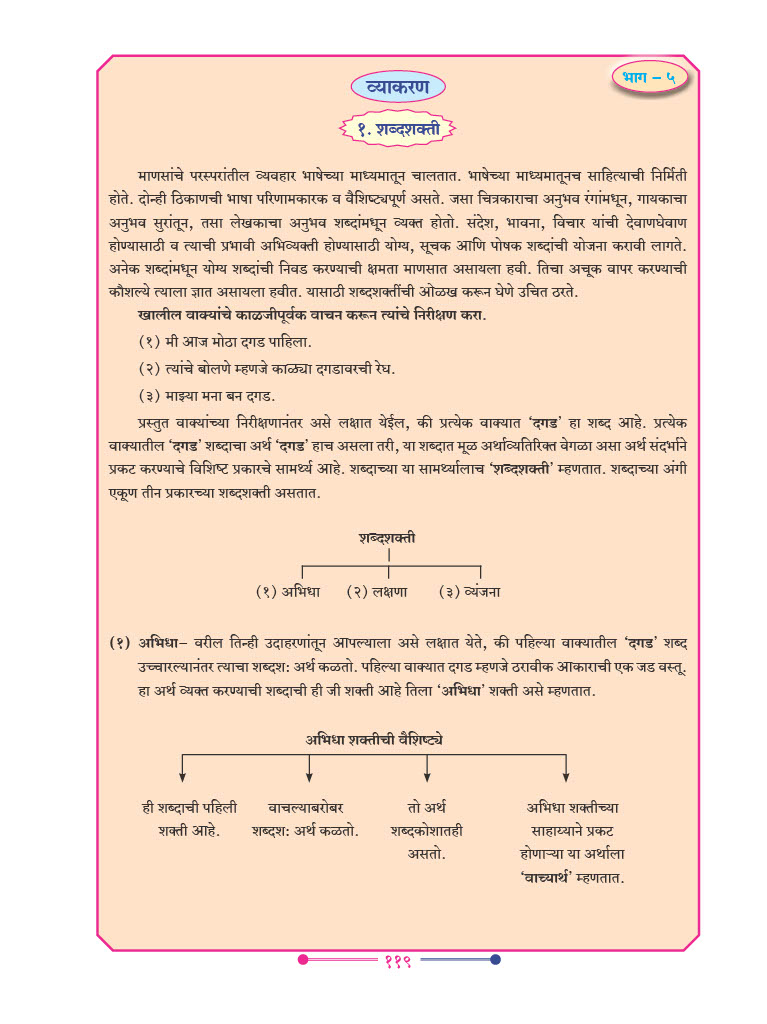 भाग – ५
व्याकरण
१. शब्दशक्ती
माणसांचे परस्परांतील व्यवहार भाषेच्या माध्यमातून चालतात. भाषेच्या माध्यमातूनच साहित्याची निर्मिती
होते. दोन्ही ठिकाणची भाषा परिणामकारक व वैशिष्ट्यपूर्ण असते. जसा चित्रकाराचा अनुभव रंगांमधून, गायकाचा
अनुभव सुरांतून, तसा लेखकाचा अनुभव शब्दांमधून व्यक्त होतो. संदेश, भावना, विचार यांची देवाणघेवाण
होण्यासाठी व त्याची प्रभावी अभिव्यक्ती होण्यासाठी योग्य, सूचक आणि पोषक शब्दांची योजना करावी लागते.
अनेक शब्दांमधून योग्य शब्दांची निवड करण्याची क्षमता माणसात असायला हवी. तिचा अचूक वापर करण्याची
कौशल्ये त्याला ज्ञात असायला हवीत. यासाठी शब्दशक्तींची ओळख करून घेणे उचित ठरते.
खालील वाक्यांचे काळजीपूर्वक वाचन करून त्यांचे निरीक्षण करा.
(१) मी आज मोठा दगड पाहिला.
(२) त्यांचे बोलणे म्हणजे काळ्या दगडावरची रेघ.
(३) माझ्या मना बन दगड.
प्रस्तुत वाक्यांच्या निरीक्षणानंतर असे लक्षात येईल, की प्रत्येक वाक्यात ‘दगड’ हा शब्द आहे. प्रत्येक
वाक्यातील ‘दगड’ शब्दाचा अर्थ ‘दगड’ हाच असला तरी, या शब्दात मूळ अर्थाव्यतिरिक्त वेगळा असा अर्थ संदर्भाने
प्रकट करण्याचे विशिष्ट प्रकारचे सामर्थ्य आहे. शब्दाच्या या सामर्थ्यालाच ‘शब्दशक्ती’ म्हणतात. शब्दाच्या अंगी
एकूण तीन प्रकारच्या शब्दशक्ती असतात.
शब्दशक्ती
(१) अभिधा (२) लक्षणा (३) व्यंजना
(१) अभिधा– वरील तिन्ही उदाहरणांतून आपल्याला असे लक्षात येते, की पहिल्या वाक्यातील ‘दगड’ शब्द
उच्चारल्यानंतर त्याचा शब्दश: अर्थ कळतो. पहिल्या वाक्यात दगड म्हणजे ठरावीक आकाराची एक जड वस्तू.
हा अर्थ व्यक्त करण्याची शब्दाची ही जी शक्ती आहे तिला ‘अभिधा’ शक्ती असे म्हणतात.
अभिधा शक्तीची वैशिष्ट्ये
ही शब्दाची पहिली
शक्ती आहे.
वाचल्याबरोबर
शब्दश: अर्थ कळतो.
तो अर्थ
शब्दकोशातही
असतो.
अभिधा शक्तीच्या
साहाय्याने प्रकट
होणाऱ्या या अर्थाला
‘वाच्यार्थ’ म्हणतात.
११९